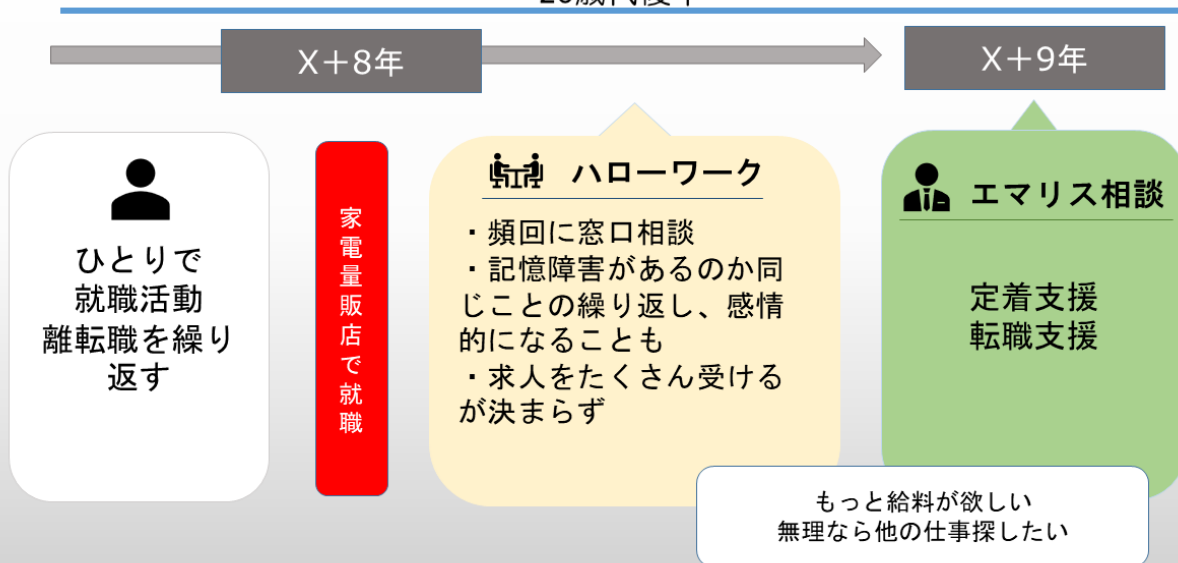 X＋8年
X＋9年
ひとりで
就職活動
離転職を繰り
返す
家電量販店で就職
ハローワーク
・頻回に窓口相談
・記憶障害があるのか同
じことの繰り返し、感情
的になることも
・求人をたくさん受ける
が決まらず
エマリス相談
定着支援
転職支援
もっと給料が欲しい
無理なら他の仕事探したい